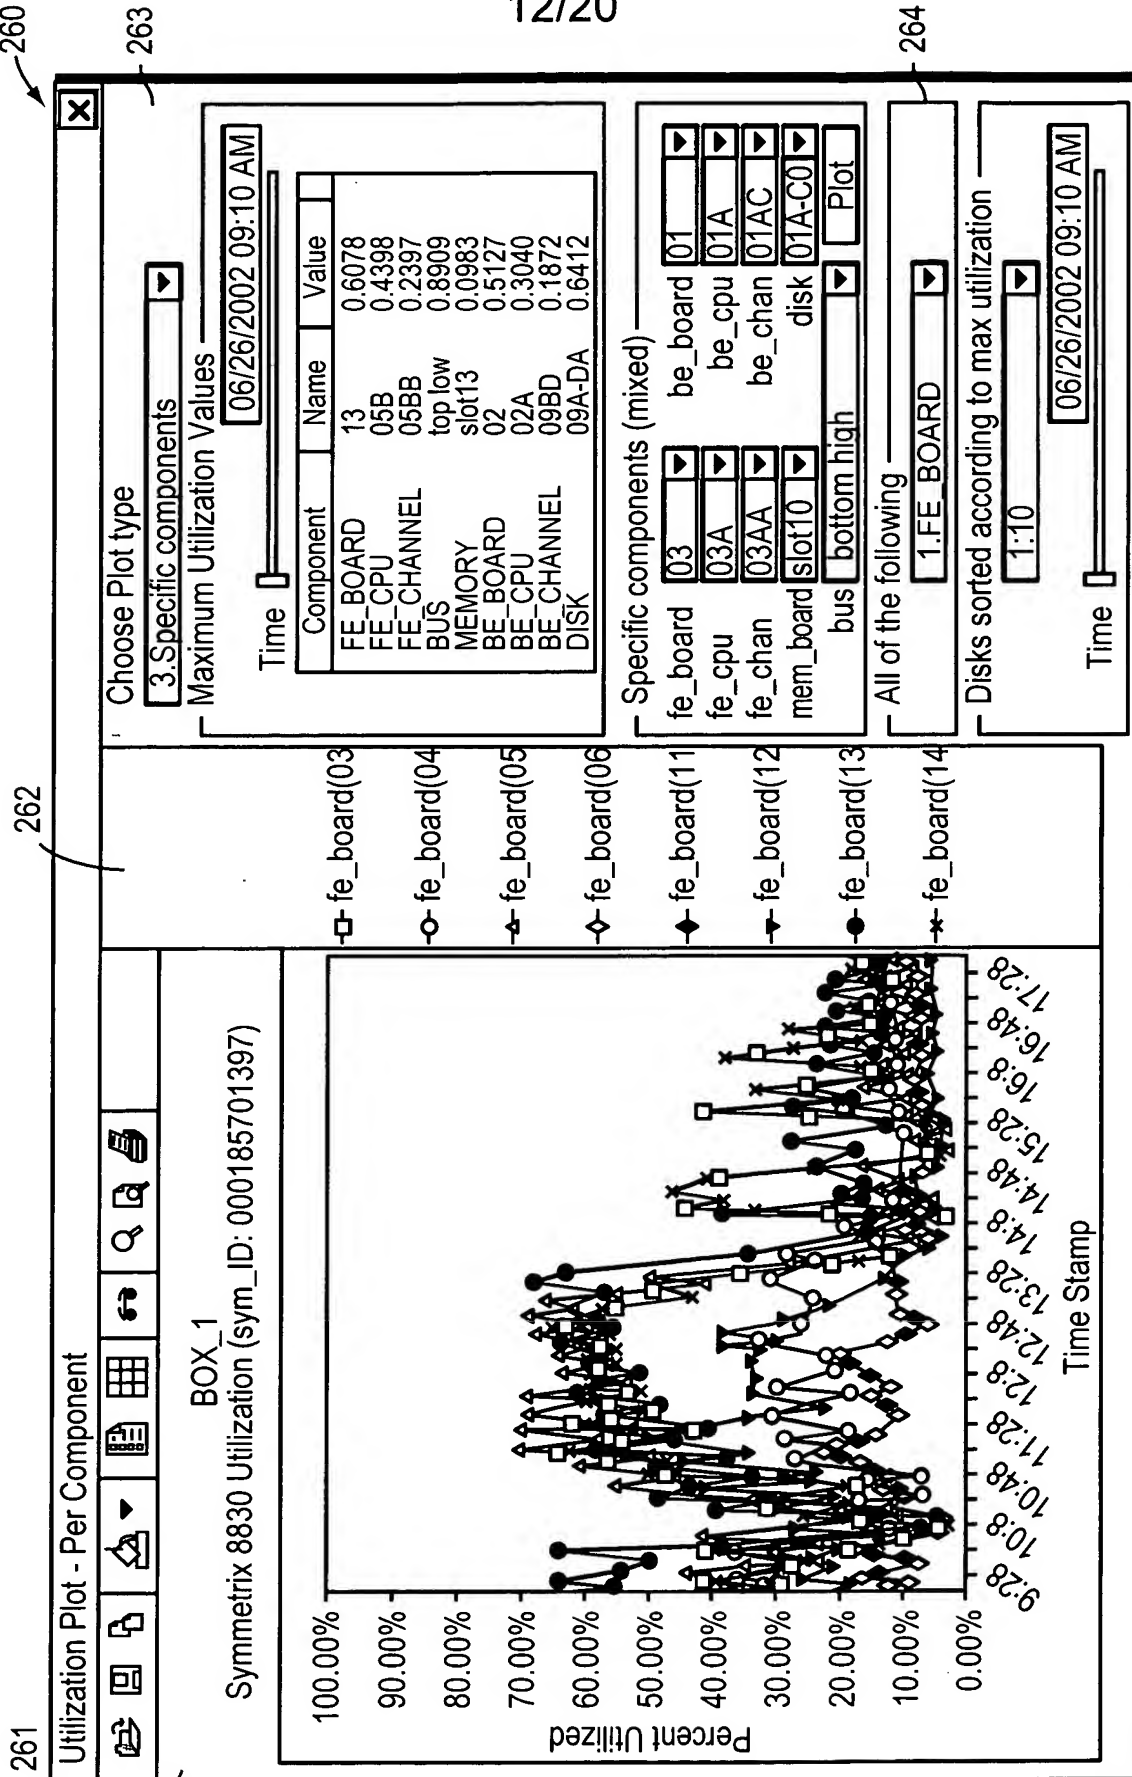 12/20
260
261
262
263
264
Utilization Plot - Per Component
BOX_1
Symmetrix 8830 Utilization (sym_ID: 000185701397)
Percent Utilized
100.00%
90.00%
80.00%
70.00%
60.00%
50.00%
40.00%
30.00%
20.00%
10.00%
0.00%
9:28
10:8
10:48
11:28
12:8
12:48
13:28
14:8
14:48
15:28
16:8
16:48
17:28
Time Stamp
fe_board(03
fe_board(04
fe_board(05
fe_board(06
fe_board(11
fe_board(12
fe_board(13
fe_board(14
Choose Plot type
3.Specific components
Maximum Utilization Values
06/26/2002 09:10 AM
Time
Component Name Value
FE_BOARD 13 0.6078
FE_CPU 05B 0.4398
FE_CHANNEL 05BB 0.2397
BUS top low 0.8909
MEMORY slot13 0.0983
BE_BOARD 02 0.5127
BE_CPU 02A 0.3040
BE_CHANNEL 09BD 0.1872
DISK 09A-DA 0.6412
Specific components (mixed)
fe_board 03 be_board 01
fe_cpu 03A be_cpu 01A
fe_chan 03AA be_chan 01AC
mem_board slot10 disk 01A-C0
bus bottom high Plot
All of the following
1.FE_BOARD
Disks sorted according to max utilization
1:10
06/26/2002 09:10 AM
Time